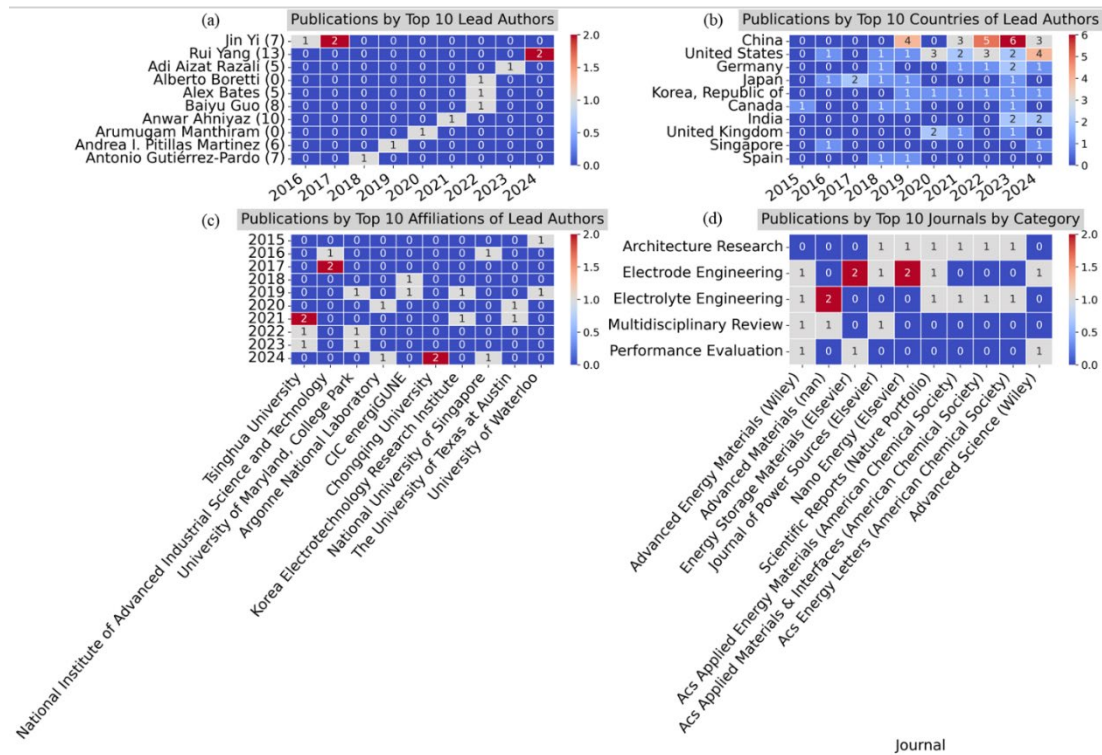 (a) Publications by Top 10 Lead Authors
Jin Yi (7) 1 2 0 0 0 0 0 0 0
Rui Yang (13) 0 0 0 0 0 0 0 0 2
Adi Aizat Razali (5) 0 0 0 0 0 0 0 1 0
Alberto Boretti (0) 0 0 0 0 0 0 1 0 0
Alex Bates (5) 0 0 0 0 0 0 1 0 0
Baiyu Guo (8) 0 0 0 0 0 0 1 0 0
Anwar Ahniyaz (10) 0 0 0 0 0 1 0 0 0
Arumugam Manthiram (0) 0 0 0 0 1 0 0 0 0
Andrea I. Pitillas Martinez (6) 0 0 0 1 0 0 0 0 0
Antonio Gutiérrez-Pardo (7) 0 0 1 0 0 0 0 0 0
2016 2017 2018 2019 2020 2021 2022 2023 2024
2.0
1.5
1.0
0.5
0.0
(b) Publications by Top 10 Countries of Lead Authors
China 0 0 0 0 4 0 3 5 6 3
United States 0 1 0 1 1 3 2 3 2 4
Germany 0 0 0 1 0 0 1 1 2 1
Japan 0 1 2 1 1 0 0 0 1 0
Korea, Republic of 0 0 0 0 1 1 1 1 1 1
Canada 1 0 0 1 1 0 0 0 1 0
India 0 0 0 0 0 0 0 0 2 2
United Kingdom 0 0 0 0 0 2 1 0 1 0
Singapore 0 1 0 0 0 0 0 0 0 1
Spain 0 0 0 1 1 0 0 0 0 0
2015 2016 2017 2018 2019 2020 2021 2022 2023 2024
6
5
4
3
2
1
0
(c) Publications by Top 10 Affiliations of Lead Authors
2015 0 0 0 0 0 0 0 0 0 1
2016 0 1 0 0 0 0 0 1 0 0
2017 0 2 0 0 0 0 0 0 0 0
2018 0 0 0 0 1 0 0 0 0 0
2019 0 0 1 0 1 0 1 0 0 1
2020 0 0 0 1 0 0 0 0 1 0
2021 2 0 0 0 0 0 1 0 1 0
2022 1 0 1 0 0 0 0 0 0 0
2023 1 0 1 0 0 0 0 0 0 0
2024 0 0 0 1 0 2 0 1 0 0
Tsinghua University
National Institute of Advanced Industrial Science and Technology
University of Maryland, College Park
Argonne National Laboratory
CIC energiGUNE
Chongqing University
Korea Electrotechnology Research Institute
National University of Singapore
The University of Texas at Austin
University of Waterloo
2.0
1.5
1.0
0.5
0.0
(d) Publications by Top 10 Journals by Category
Architecture Research 0 0 0 1 1 1 1 1 1 0
Electrode Engineering 1 0 2 1 2 1 0 0 0 1
Electrolyte Engineering 1 2 0 0 0 1 1 1 1 0
Multidisciplinary Review 1 1 0 1 0 0 0 0 0 0
Performance Evaluation 1 0 1 0 0 0 0 0 0 1
Advanced Energy Materials (Wiley)
Advanced Materials (nan)
Energy Storage Materials (Elsevier)
Journal of Power Sources (Elsevier)
Nano Energy (Elsevier)
Scientific Reports (Nature Portfolio)
Acs Applied Energy Materials (American Chemical Society)
Acs Applied Materials & Interfaces (American Chemical Society)
Acs Energy Letters (American Chemical Society)
Advanced Science (Wiley)
2.0
1.5
1.0
0.5
0.0
Journal